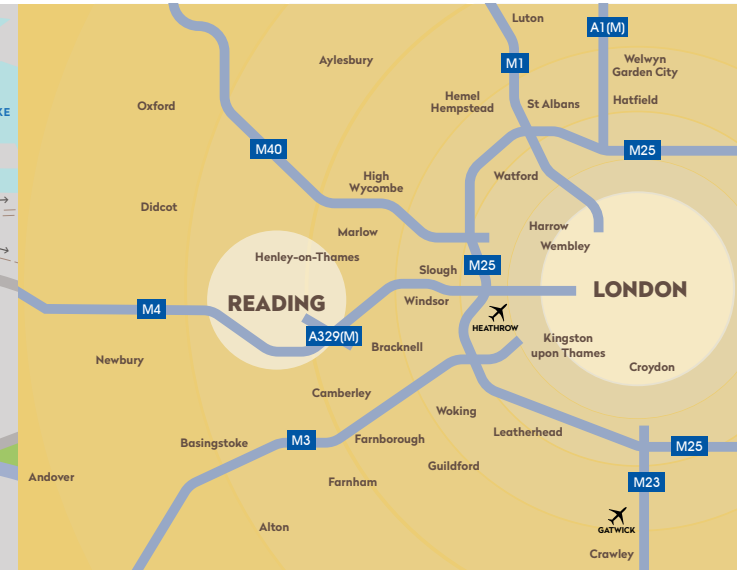 Luton
A1(M)
Aylesbury
M1
Welwyn
Garden City
Hemel
Hempstead
St Albans
Hatfield
Oxford
KE
M40
M25
High
Wycombe
Watford
Didcot
Marlow
Harrow
Wembley
Henley-on-Thames
Slough
M25
READING
Windsor
LONDON
M4
HEATHROW
A329(M)
Bracknell
Kingston
upon Thames
Newbury
Croydon
Camberley
Woking
Basingstoke
M3
Farnborough
Leatherhead
M25
Guildford
Andover
Farnham
M23
Alton
GATWICK
Crawley